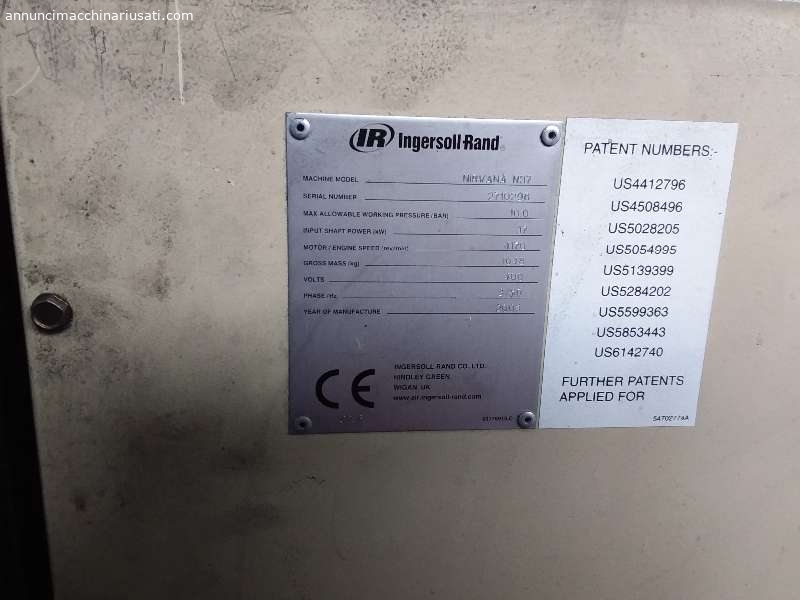 annuncimacchinariusati.com
IR Ingersoll-Rand
MACHINE MODEL NIRVANA N37
SERIAL NUMBER 2710296
MAX ALLOWABLE WORKING PRESSURE (BAR) 10.0
INPUT SHAFT POWER (kW)
MOTOR / ENGINE SPEED (rev/min)
GROSS MASS (kg)
VOLTS 400
PHASE /Hz
YEAR OF MANUFACTURE
CE
INGERSOLL RAND CO. LTD.
HINDLEY GREEN,
WIGAN. UK
www.air.ingersoll-rand.com
PATENT NUMBERS:-
US4412796
US4508496
US5028205
US5054995
US5139399
US5284202
US5599363
US5853443
US6142740
FURTHER PATENTS
APPLIED FOR